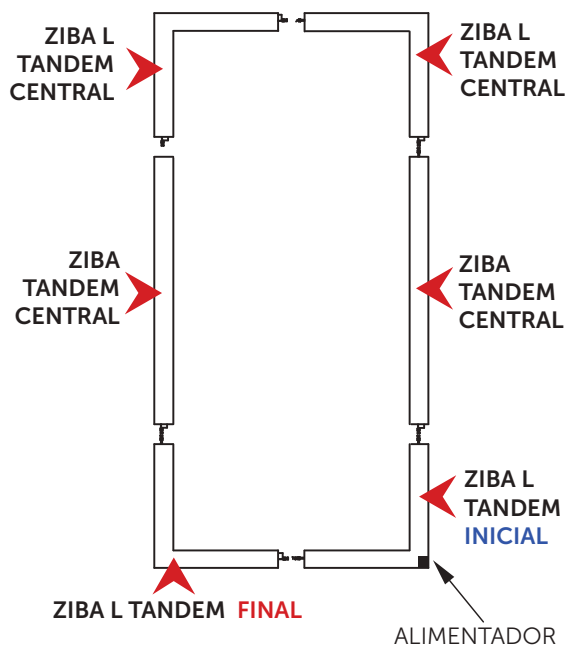 ZIBA L
TANDEM
CENTRAL
ZIBA L
TANDEM
CENTRAL
ZIBA
TANDEM
CENTRAL
ZIBA
TANDEM
CENTRAL
ZIBA L
TANDEM
INICIAL
ZIBA L TANDEM FINAL
ALIMENTADOR